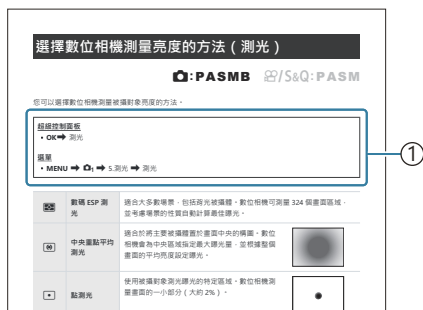 選擇數位相機測量亮度的方法（測光）
:PASMB /S&Q:PASM
您可以選擇數位相機測量被攝對象亮度的方法。
超級控制面板
• OK➡ 測光
選單
• MENU ➡ 1 ➡ 5.測光 ➡ 測光
1
數碼 ESP 測
光
適合大多數場景，包括背光被攝體。數位相機可測量 324 個畫面區域，
並考慮場景的性質自動計算最佳曝光。
中央重點平均
測光
適合於將主要被攝體置於畫面中央的構圖。數位
相機會為中央區域指定最大曝光量，並根據整個
畫面的平均亮度設定曝光。
點測光
使用被攝對象測光曝光的特定區域。數位相機測
量畫面的一小部分（大約 2%）。